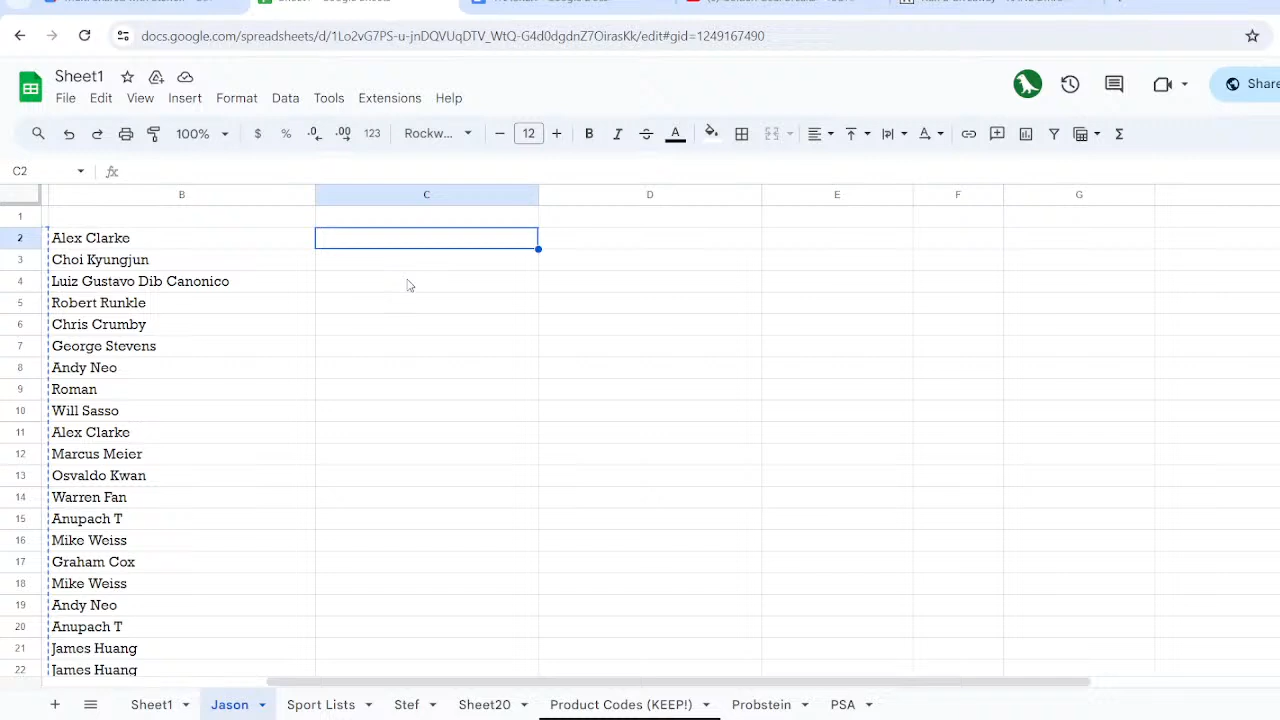 docs.google.com/spreadsheets/d/1Lo2vG7PS-u-jnDQVUqDTV_WtQ-G4d0dgdnZ7OirasKk/edit#gid=1249167490
Sheet1
Share
File Edit View Insert Format Data Tools Extensions Help
100% $ % .0 .00 123 Rockw... 12 B I S A Σ
C2 fx
B C D E F G
1
2 Alex Clarke
3 Choi Kyungjun
4 Luiz Gustavo Dib Canonico
5 Robert Runkle
6 Chris Crumby
7 George Stevens
8 Andy Neo
9 Roman
10 Will Sasso
11 Alex Clarke
12 Marcus Meier
13 Osvaldo Kwan
14 Warren Fan
15 Anupach T
16 Mike Weiss
17 Graham Cox
18 Mike Weiss
19 Andy Neo
20 Anupach T
21 James Huang
22 James Huang
Sheet1 Jason Sport Lists Stef Sheet20 Product Codes (KEEP!) Probstein PSA